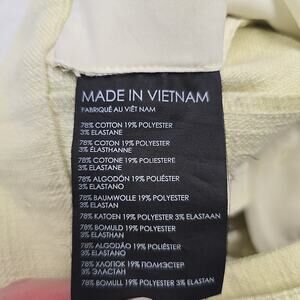 MADE IN VIETNAM
FABRIQUÉ AU VIÊT NAM
78% COTTON 19% POLYESTER
3% ELASTANE
78% COTON 19% POLYESTER
3% ÉLASTHANNE
78% COTONE 19% POLIESTERE
3% ELASTANE
78% ALGODÓN 19% POLIÉSTER
3% ELASTANO
78% BAUMWOLLE 19% POLYESTER
3% ELASTAN
78% KATOEN 19% POLYESTER 3% ELASTAAN
78% BOMULD 19% POLYESTER
3% ELASTHAN
78% ALGODÃO 19% POLIÉSTER
3% ELASTANO
78% ХЛОПОК 19% ПОЛИЭСТЕР
3% ЭЛАСТАН
78% BOMULL 19% POLYESTER 3% ELASTAN